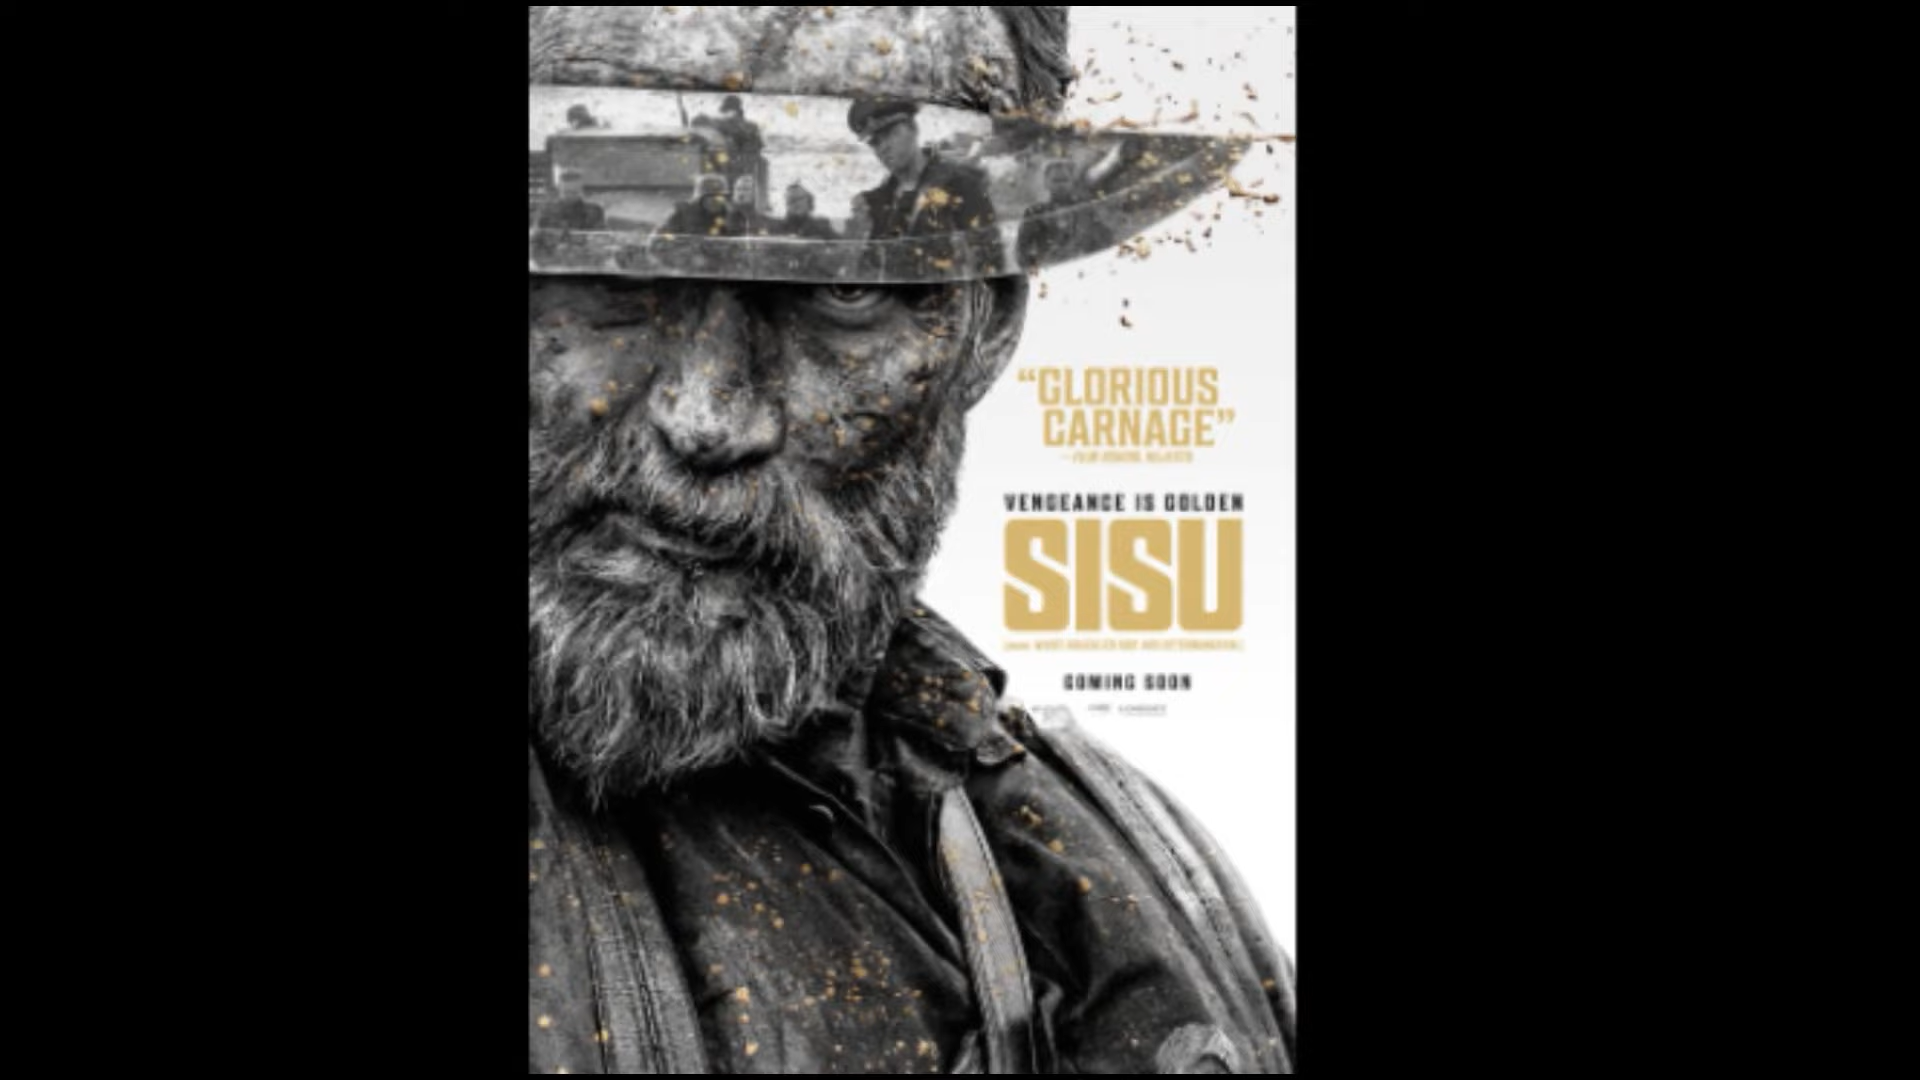 “GLORIOUS
CARNAGE”
VENGEANCE IS GOLDEN
SISU
COMING SOON